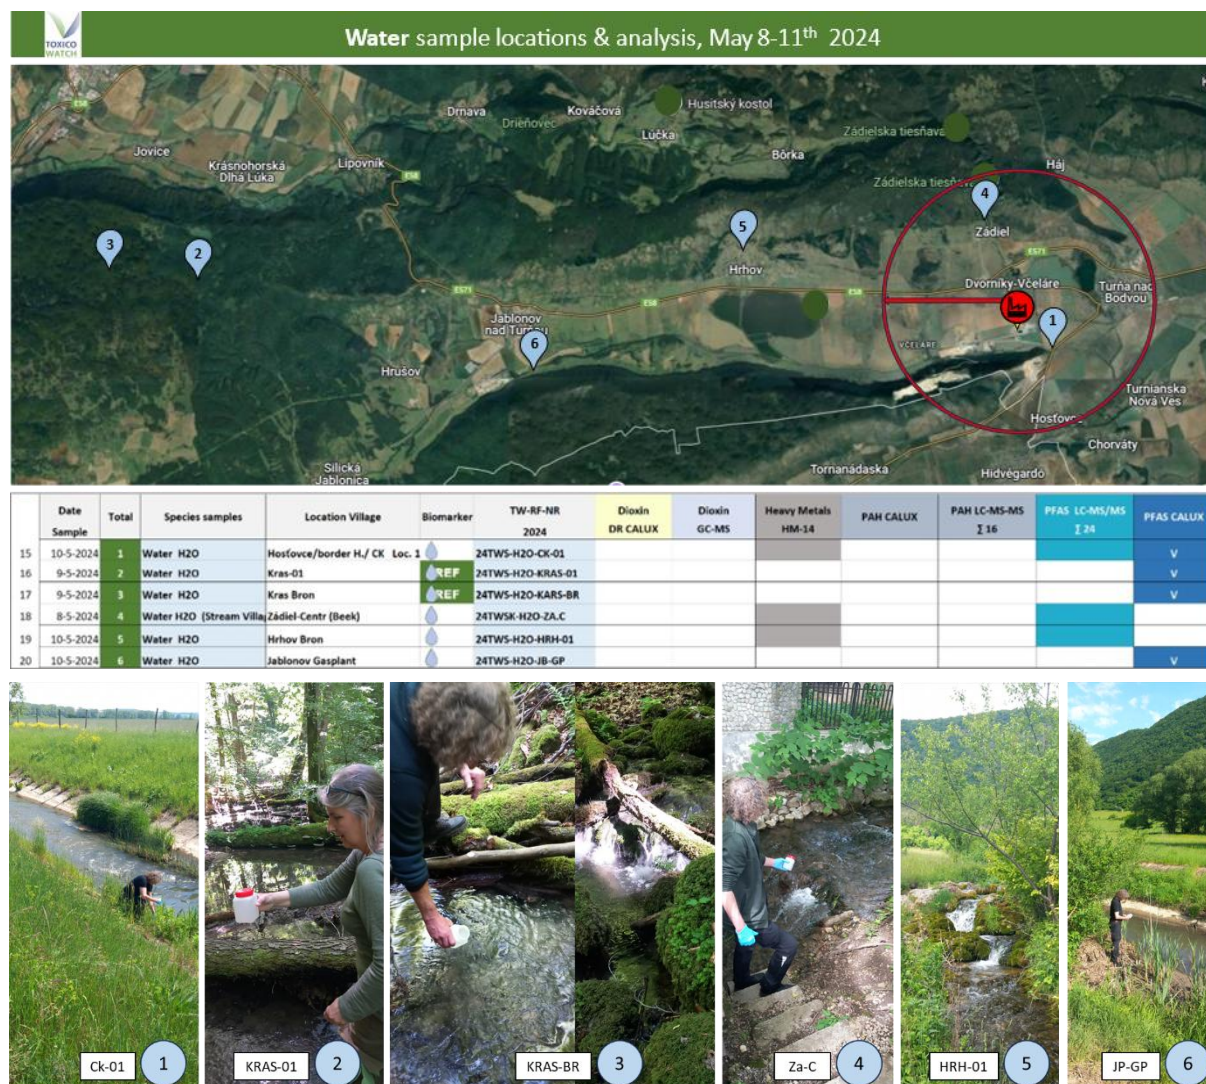 TOXICO
WATCH
Water sample locations & analysis, May 8-11th 2024
E58
Jovice
Krásnohorská
Dlhá Lúka
Lipovník
E58
Drnava
Drieňovec
Kováčová
Husitský kostol
Lúčka
Bôrka
Zádielska tiesňava
Háj
Zádielska tiesňava
4
Zádiel
3
2
5
Hrhov
E571
Dvorníky-Včeláre
Turňa nad
Bodvou
E571
E58
E58
Jablonov
nad Turňou
6
Hrušov
1
VČELÁRE
Turnianska
Nová Ves
Hosťovce
Chorváty
Silická
Jablonica
Tornanádaska
Hidvégardo
Date Sample Total Species samples Location Village Biomarker TW-RF-NR 2024 Dioxin DR CALUX Dioxin GC-MS Heavy Metals HM-14 PAH CALUX PAH LC-MS-MS Σ 16 PFAS LC-MS/MS Σ 24 PFAS CALUX
15 10-5-2024 1 Water H2O Hosťovce/border H./ CK Loc. 1 24TWS-H2O-CK-01 V
16 9-5-2024 2 Water H2O Kras-01 REF 24TWS-H2O-KRAS-01 V
17 9-5-2024 3 Water H2O Kras Bron REF 24TWS-H2O-KARS-BR V
18 8-5-2024 4 Water H2O (Stream Villa Zádiel-Centr (Beek) 24TWSK-H2O-ZA.C
19 10-5-2024 5 Water H2O Hrhov Bron 24TWS-H2O-HRH-01
20 10-5-2024 6 Water H2O Jablonov Gasplant 24TWS-H2O-JB-GP V
Ck-01 1
KRAS-01 2
KRAS-BR 3
Za-C 4
HRH-01 5
JP-GP 6